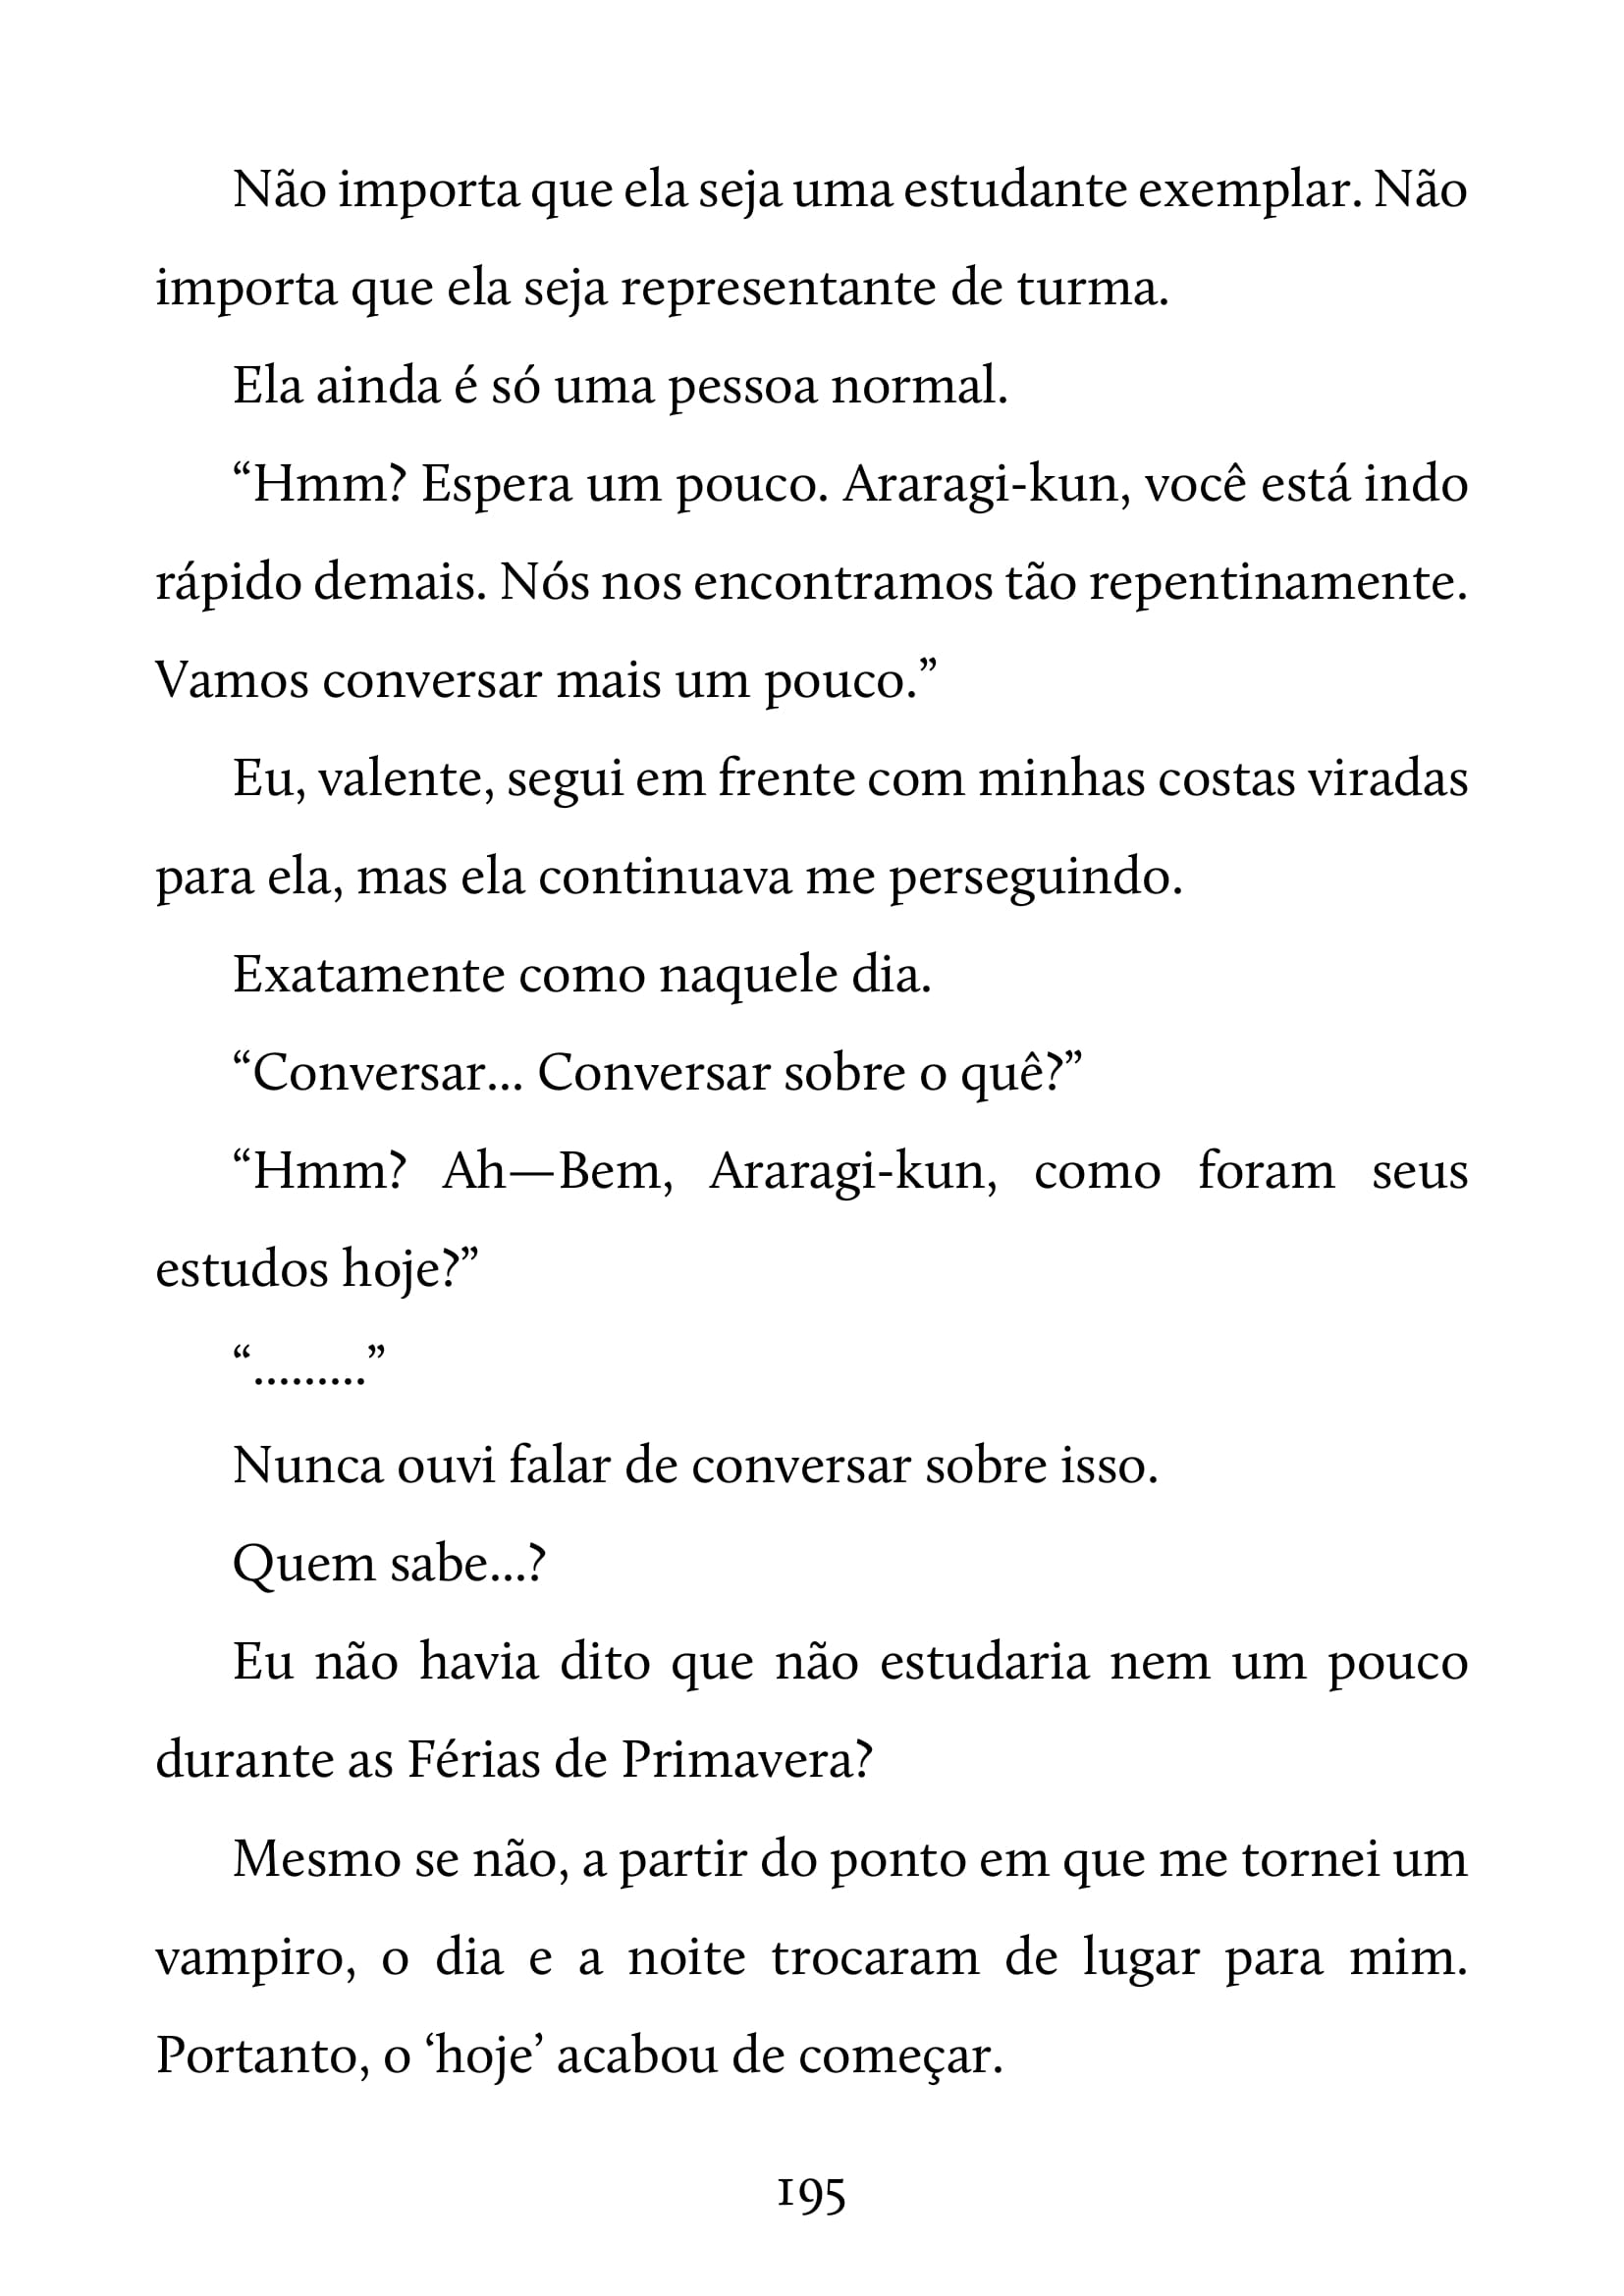 Não importa que ela seja uma estudante exemplar. Não
importa que ela seja representante de turma.
Ela ainda é só uma pessoa normal.
“Hmm? Espera um pouco. Araragi-kun, você está indo
rápido demais. Nós nos encontramos tão repentinamente.
Vamos conversar mais um pouco.”
Eu, valente, segui em frente com minhas costas viradas
para ela, mas ela continuava me perseguindo.
Exatamente como naquele dia.
“Conversar... Conversar sobre o quê?”
“Hmm? Ah—Bem, Araragi-kun, como foram seus
estudos hoje?”
“.........”
Nunca ouvi falar de conversar sobre isso.
Quem sabe...?
Eu não havia dito que não estudaria nem um pouco
durante as Férias de Primavera?
Mesmo se não, a partir do ponto em que me tornei um
vampiro, o dia e a noite trocaram de lugar para mim.
Portanto, o ‘hoje’ acabou de começar.
195